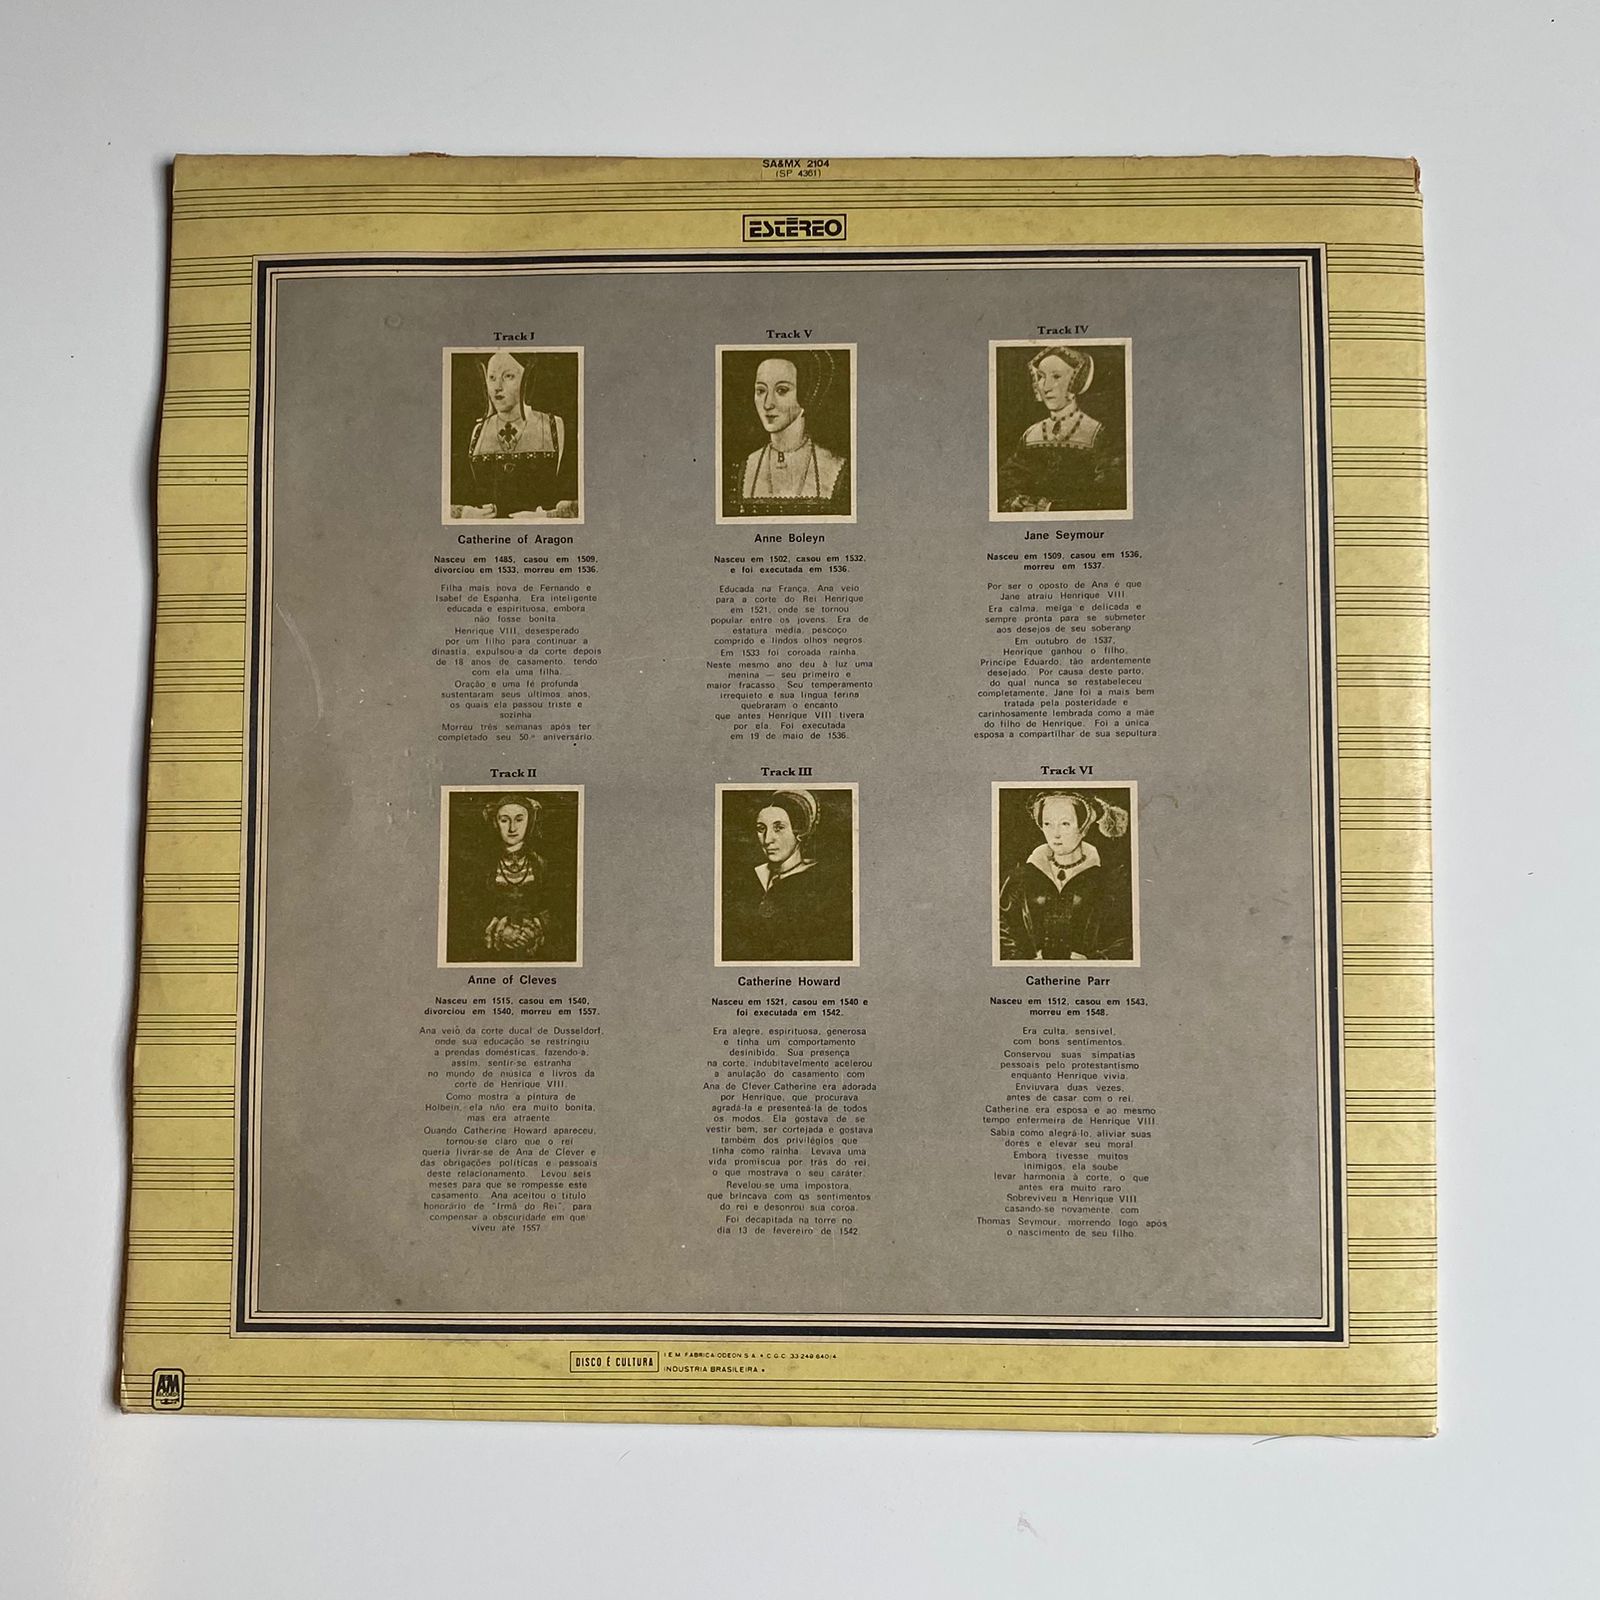 SA&MX 2104
(SP 4361)
ESTÉREO
Track I
Catherine of Aragon
Nasceu em 1485, casou em 1509,
divorciou em 1533, morreu em 1536.
Filha mais nova de Fernando e
Isabel de Espanha. Era inteligente
educada e espirituosa, embora
não fosse bonita.
Henrique VIII, desesperado
por um filho para continuar a
dinastia, expulsou-a da corte depois
de 18 anos de casamento, tendo
com ela uma filha.
Oração e uma fé profunda
sustentaram seus ultimos anos,
os quais ela passou triste e
sozinha
Morreu três semanas após ter
completado seu 50.º aniversário.
Track V
Anne Boleyn
Nasceu em 1502, casou em 1532,
e foi executada em 1536.
Educada na França, Ana veio
para a corte do Rei Henrique
em 1521, onde se tornou
popular entre os jovens. Era de
estatura média, pescoço
comprido e lindos olhos negros.
Em 1533 foi coroada rainha.
Neste mesmo ano deu à luz uma
menina — seu primeiro e
maior fracasso. Seu temperamento
irrequieto e sua língua ferina
quebraram o encanto
que antes Henrique VIII tivera
por ela. Foi executada
em 19 de maio de 1536.
Track IV
Jane Seymour
Nasceu em 1509, casou em 1536,
morreu em 1537.
Por ser o oposto de Ana é que
Jane atraiu Henrique VIII.
Era calma, meiga e delicada e
sempre pronta para se submeter
aos desejos de seu soberano
Em outubro de 1537,
Henrique ganhou o filho,
Principe Eduardo, tão ardentemente
desejado. Por causa deste parto,
do qual nunca se restabeleceu
completamente, Jane foi a mais bem
tratada pela posteridade e
carinhosamente lembrada como a mãe
do filho de Henrique. Foi a única
esposa a compartilhar de sua sepultura.
Track II
Anne of Cleves
Nasceu em 1515, casou em 1540,
divorciou em 1540, morreu em 1557.
Ana veio da corte ducal de Dusseldorf,
onde sua educação se restringiu
a prendas domésticas, fazendo-a,
assim, sentir-se estranha
no mundo de música e livros da
corte de Henrique VIII.
Como mostra a pintura de
Holbein, ela não era muito bonita,
mas era atraente
Quando Catherine Howard apareceu,
tornou-se claro que o rei
queria livrar-se de Ana de Clever e
das obrigações políticas e pessoais
deste relacionamento. Levou seis
meses para que se rompesse este
casamento. Ana aceitou o título
honorário de "Irmã do Rei", para
compensar a obscuridade em que
viveu até 1557
Track III
Catherine Howard
Nasceu em 1521, casou em 1540 e
foi executada em 1542.
Era alegre, espirituosa, generosa
e tinha um comportamento
desinibido. Sua presença
na corte, indubitavelmente acelerou
a anulação do casamento com
Ana de Clever Catherine era adorada
por Henrique, que procurava
agradá-la e presenteá-la de todos
os modos. Ela gostava de se
vestir bem, ser cortejada e gostava
também dos privilégios que
tinha como rainha. Levava uma
vida promíscua por trás do rei,
o que mostrava o seu caráter.
Revelou-se uma impostora,
que brincava com os sentimentos
do rei e desonrou sua coroa.
Foi decapitada na torre no
dia 13 de fevereiro de 1542
Track VI
Catherine Parr
Nasceu em 1512, casou em 1543,
morreu em 1548.
Era culta, sensivel,
com bons sentimentos.
Conservou suas simpatias
pessoais pelo protestantismo
enquanto Henrique vivia.
Enviuvara duas vezes,
antes de casar com o rei.
Catherine era esposa e ao mesmo
tempo enfermeira de Henrique VIII.
Sabia como alegrá-lo, aliviar suas
dores e elevar seu moral
Embora tivesse muitos
inimigos, ela soube
levar harmonia à corte, o que
antes era muito raro
Sobreviveu a Henrique VIII
casando-se novamente, com
Thomas Seymour, morrendo logo após
o nascimento de seu filho.
DISCO É CULTURA
I E M FABRICA ODEON S A • C G C 33 249 640/4
INDUSTRIA BRASILEIRA •
A&M
RECORDS